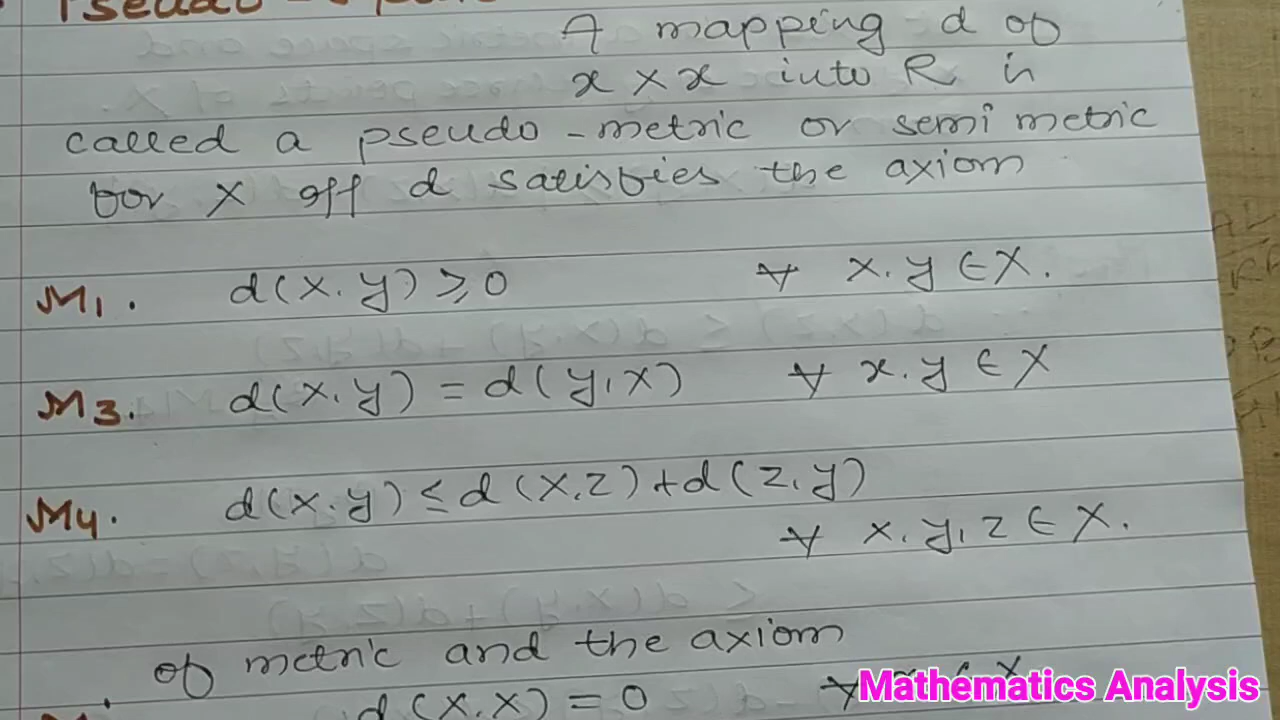 A mapping d of
x × x into R is
called a pseudo-metric or semi metric
for X iff d satisfies the axiom
M1. d(x.y) ≥ 0 ∀ x.y ∈ X.
M3. d(x.y) = d(y,x) ∀ x.y ∈ X
M4. d(x.y) ≤ d(x,z)+d(z,y)
∀ x.y,z ∈ X.
of metric and the axiom
d(x.x) = 0 ∀
Mathematics Analysis